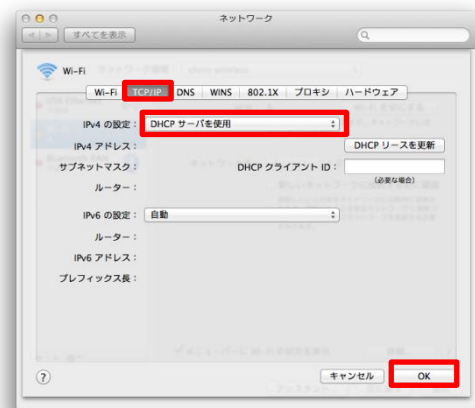 ネットワーク
すべてを表示
Wi-Fi
Wi-Fi TCP/IP DNS WINS 802.1X プロキシ ハードウェア
IPv4 の設定： DHCP サーバを使用
IPv4 アドレス： DHCP リースを更新
サブネットマスク： DHCP クライアント ID：
ルーター： （必要な場合）
IPv6 の設定： 自動
ルーター：
IPv6 アドレス：
プレフィックス長：
? キャンセル OK